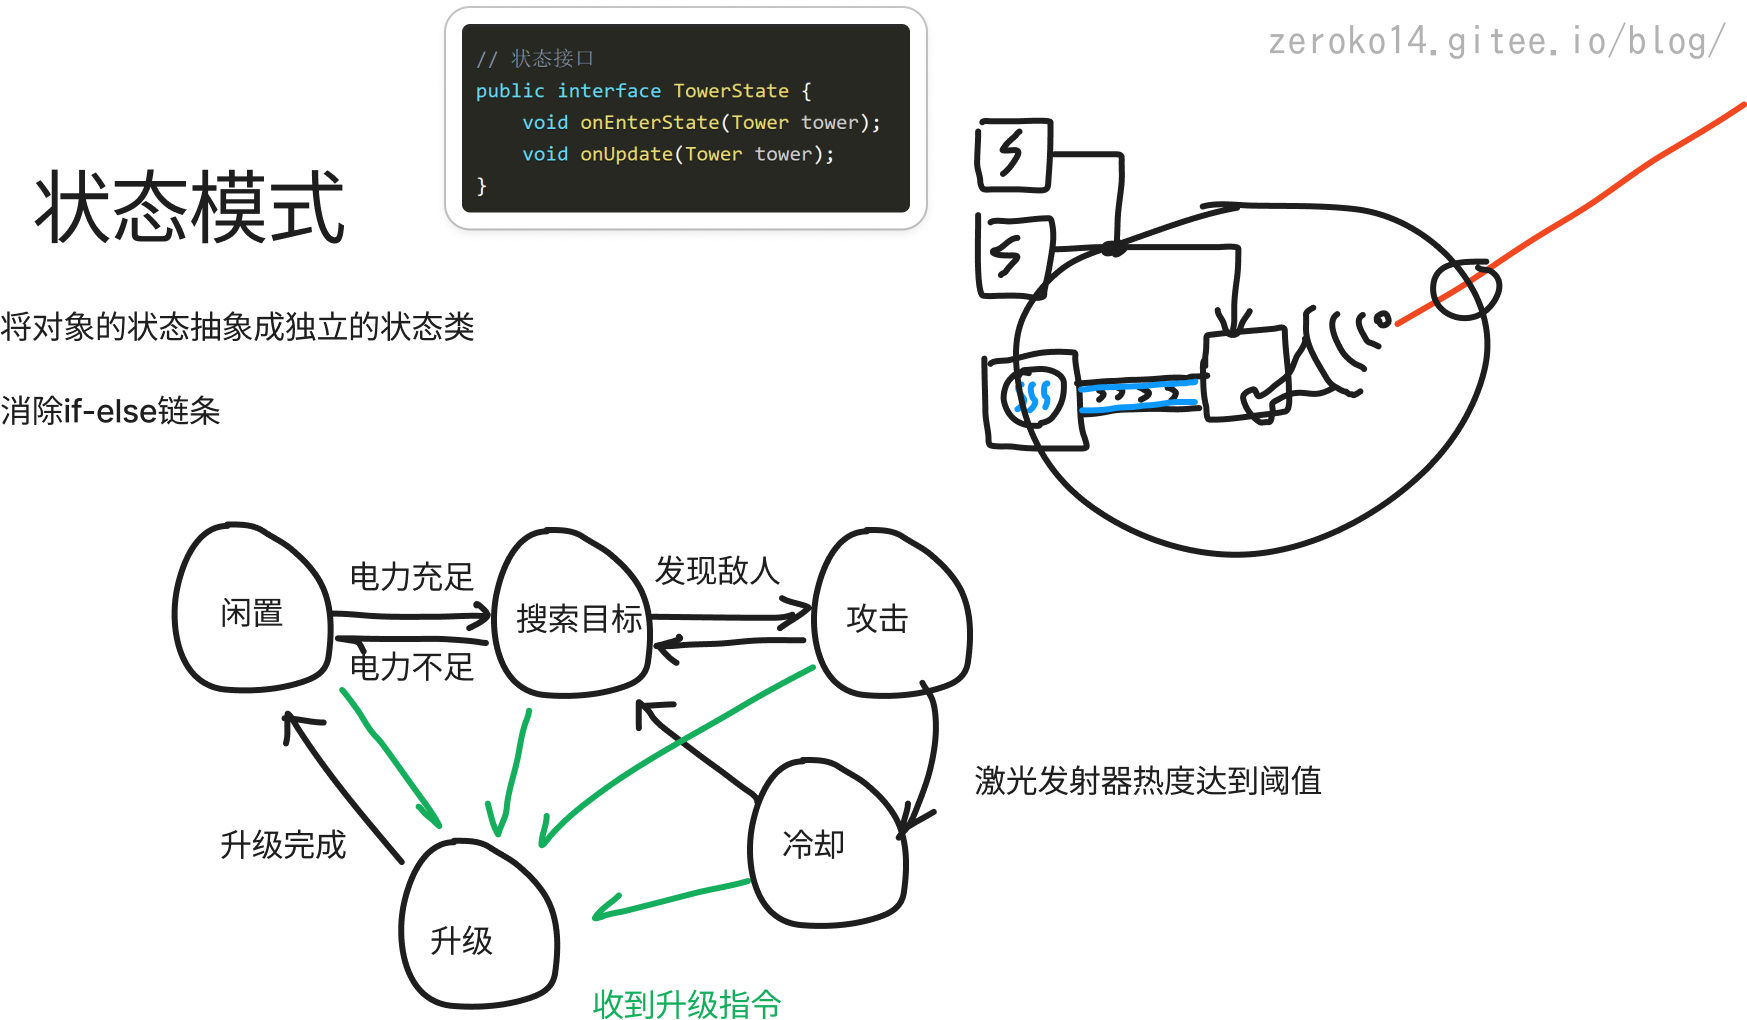 // 状态接口
public interface TowerState {
    void onEnterState(Tower tower);
    void onUpdate(Tower tower);
}
zeroko14.gitee.io/blog/
状态模式
将对象的状态抽象成独立的状态类
消除if-else链条
闲置
电力充足
电力不足
搜索目标
发现敌人
攻击
激光发射器热度达到阈值
冷却
升级完成
升级
收到升级指令